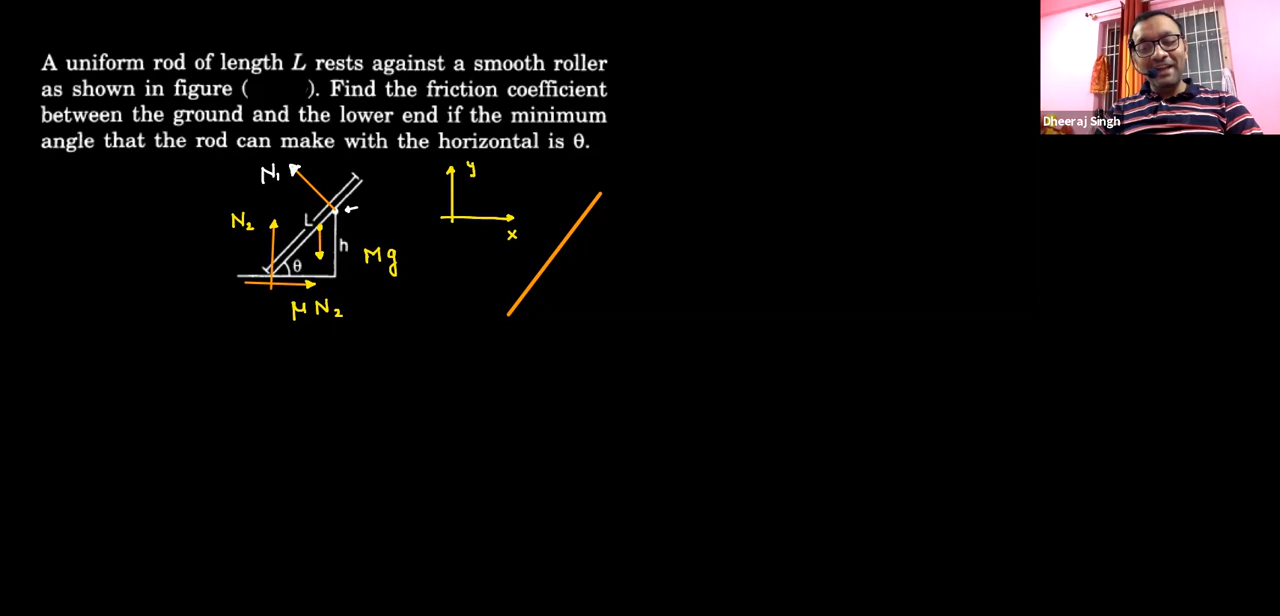 A uniform rod of length L rests against a smooth roller
as shown in figure ( ). Find the friction coefficient
between the ground and the lower end if the minimum
angle that the rod can make with the horizontal is θ.
Dheeraj Singh
N₁
y
N₂
L
x
h
Mg
θ
μN₂